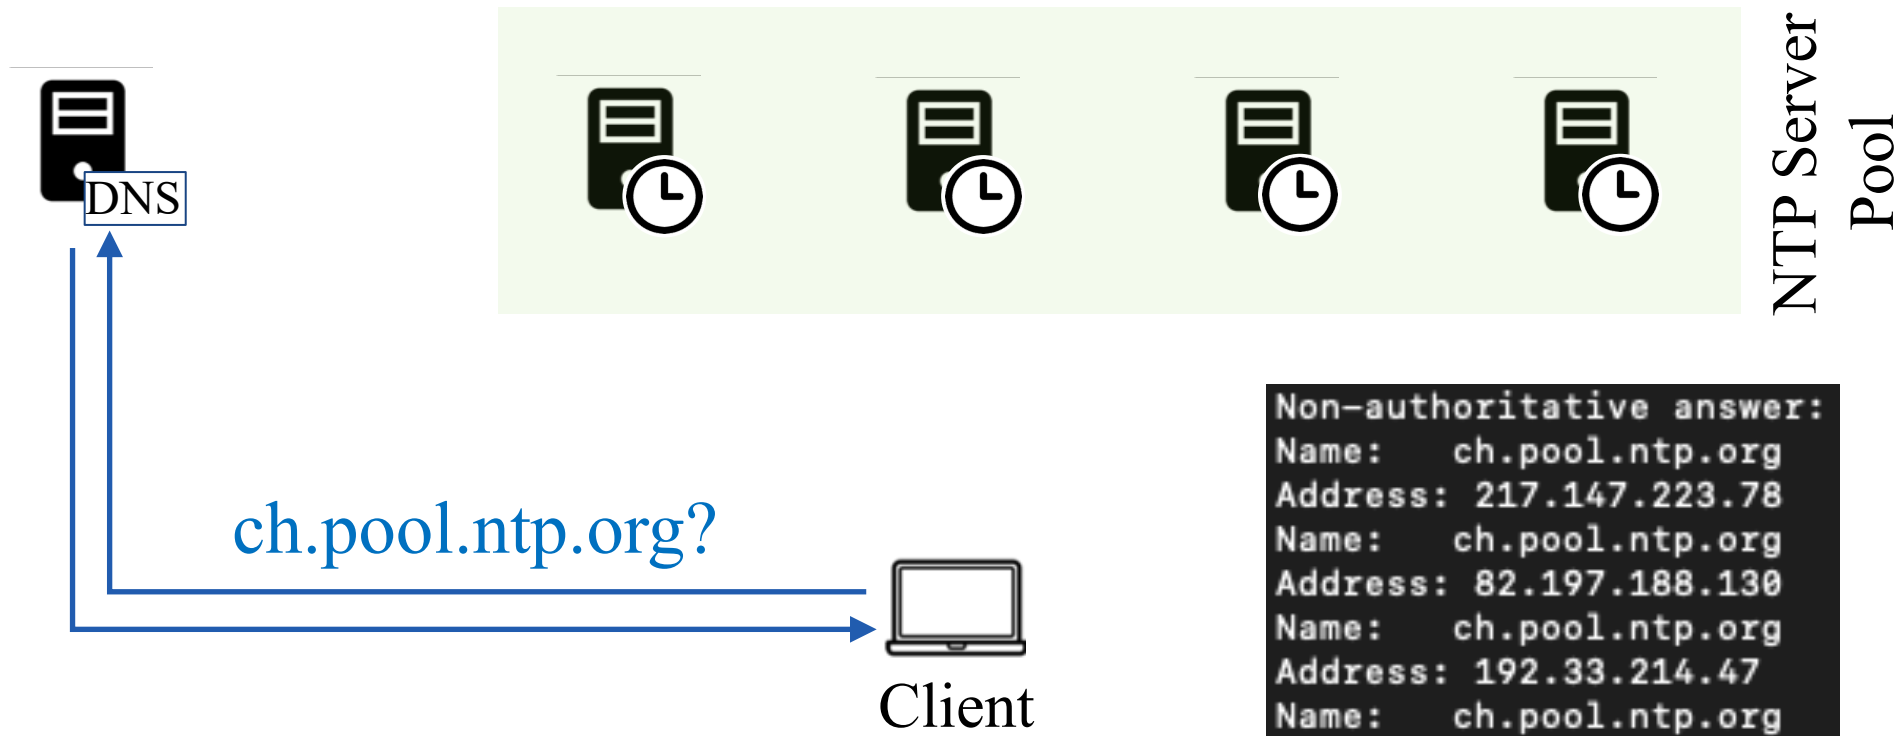 DNS
NTP Server
Pool
ch.pool.ntp.org?
Client
Non-authoritative answer:
Name: ch.pool.ntp.org
Address: 217.147.223.78
Name: ch.pool.ntp.org
Address: 82.197.188.130
Name: ch.pool.ntp.org
Address: 192.33.214.47
Name: ch.pool.ntp.org